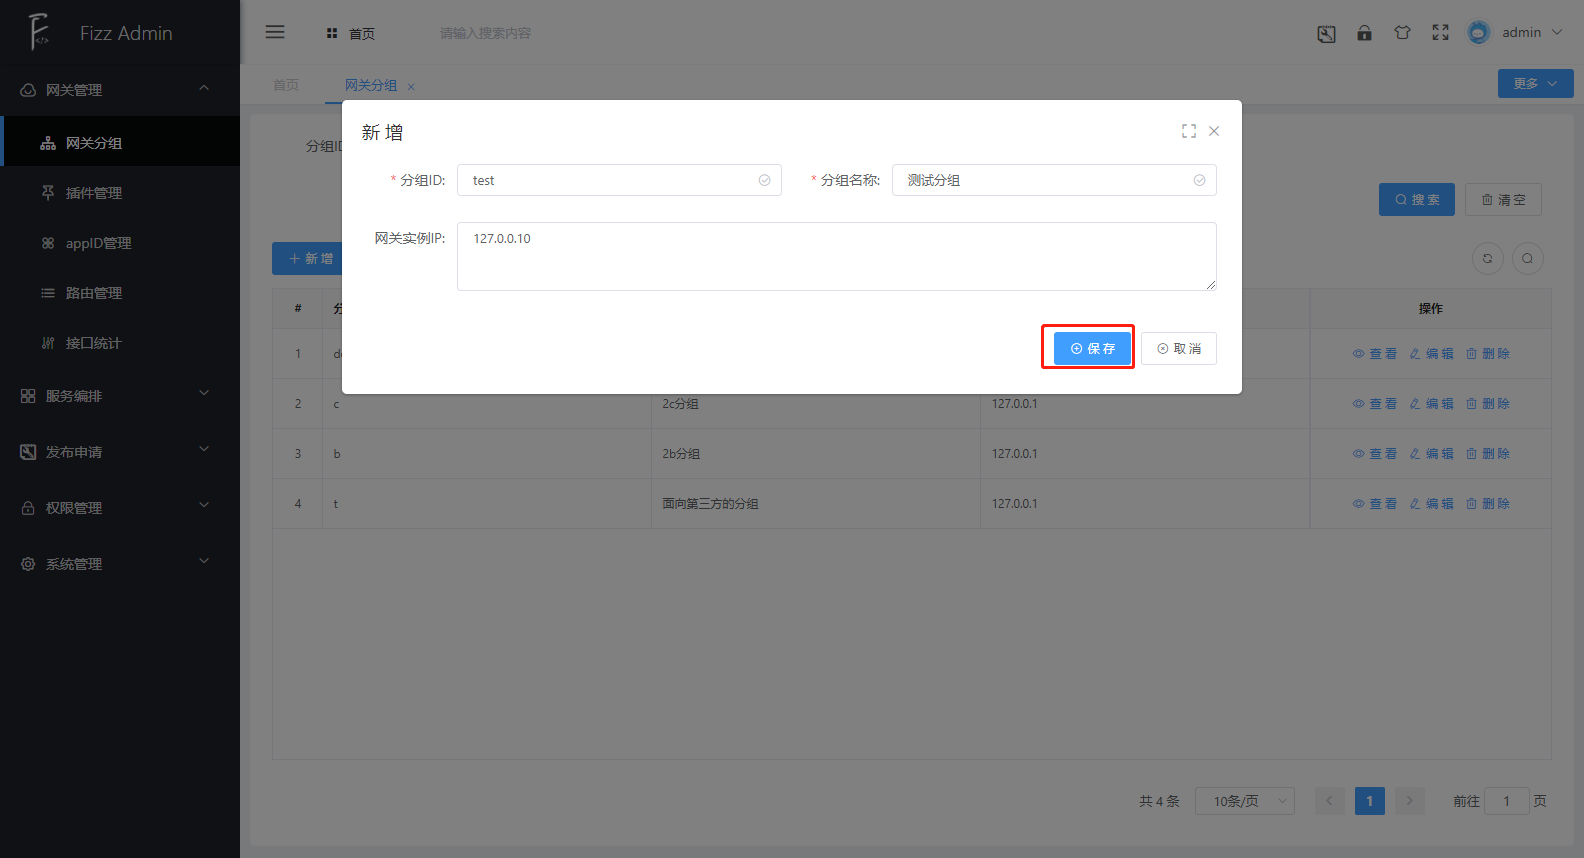 Fizz Admin
首页
请输入搜索内容
admin
首页
网关分组
更多
网关管理
网关分组
插件管理
appID管理
路由管理
接口统计
服务编排
发布申请
权限管理
系统管理
分组ID
搜 索
清 空
新 增
新 增
* 分组ID:
test
* 分组名称:
测试分组
网关实例IP:
127.0.0.10
保 存
取 消
#
操作
1
查 看 编 辑 删 除
2 c 2c分组 127.0.0.1 查 看 编 辑 删 除
3 b 2b分组 127.0.0.1 查 看 编 辑 删 除
4 t 面向第三方的分组 127.0.0.1 查 看 编 辑 删 除
共 4 条
10条/页
1
前往 1 页